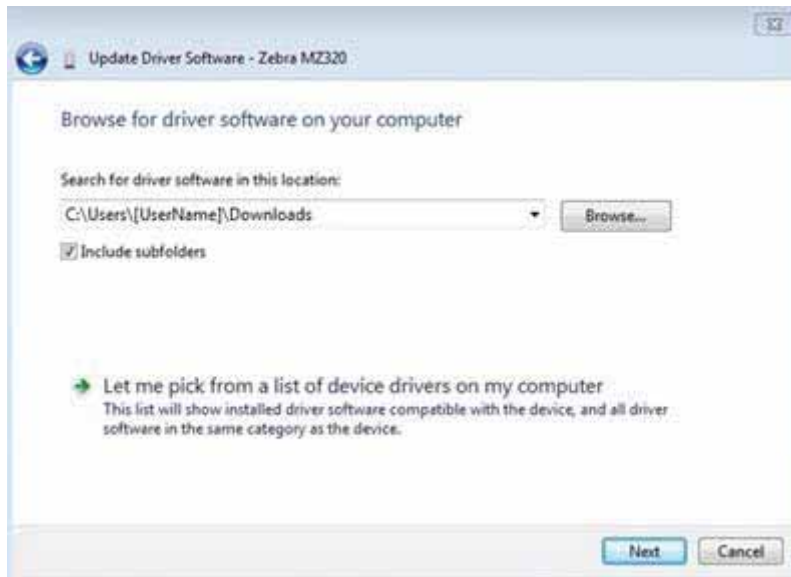 Update Driver Software - Zebra MZ320
Browse for driver software on your computer
Search for driver software in this location:
C:\Users\[UserName]\Downloads
Browse...
Include subfolders
Let me pick from a list of device drivers on my computer
This list will show installed driver software compatible with the device, and all driver
software in the same category as the device.
Next
Cancel